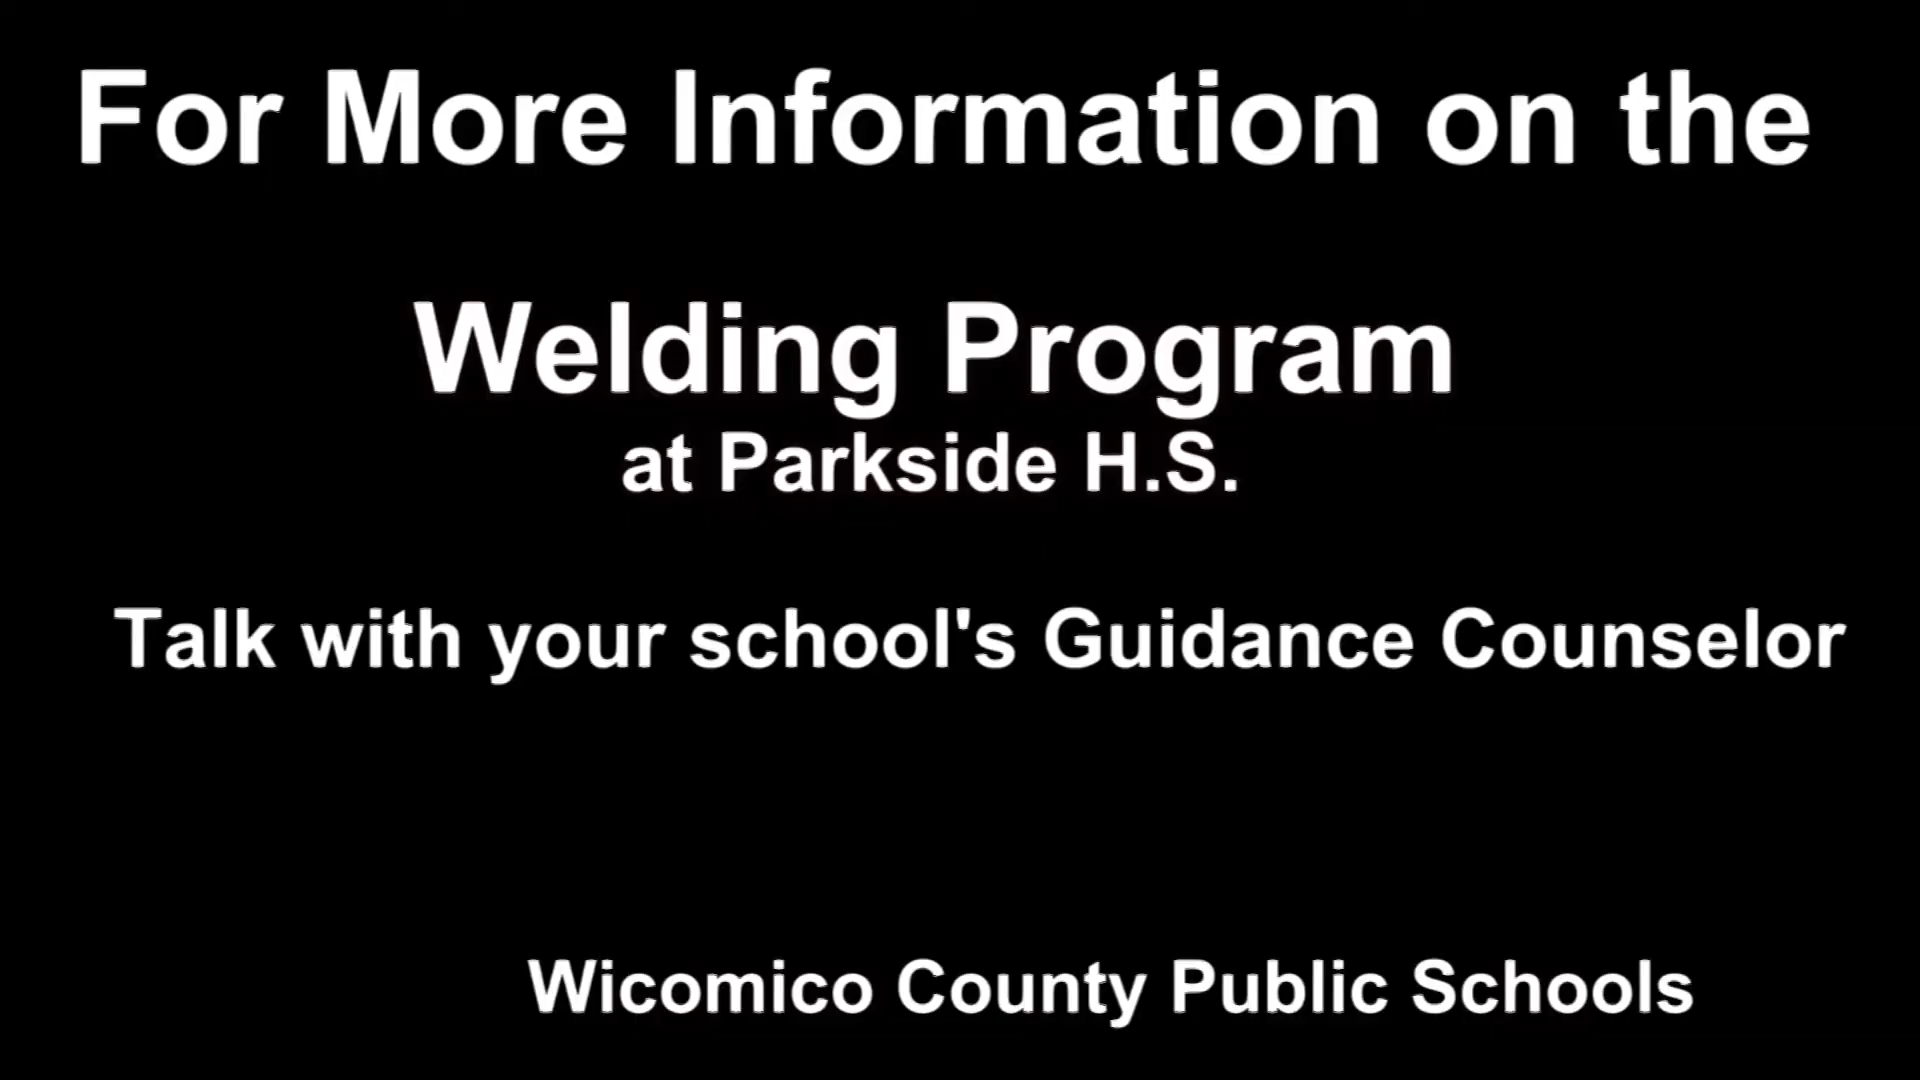 For More Information on the
Welding Program
at Parkside H.S.
Talk with your school's Guidance Counselor
Wicomico County Public Schools